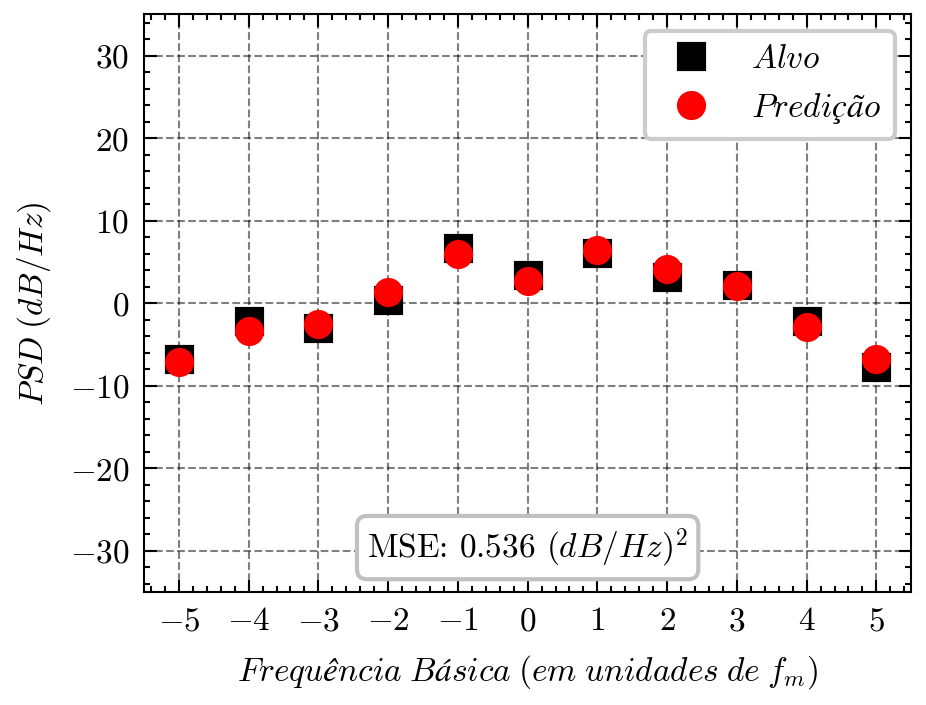 30
20
10
0
−10
−20
−30
PSD (dB/Hz)
Alvo
Predição
MSE: 0.536 (dB/Hz)²
−5 −4 −3 −2 −1 0 1 2 3 4 5
Frequência Básica (em unidades de fₘ)